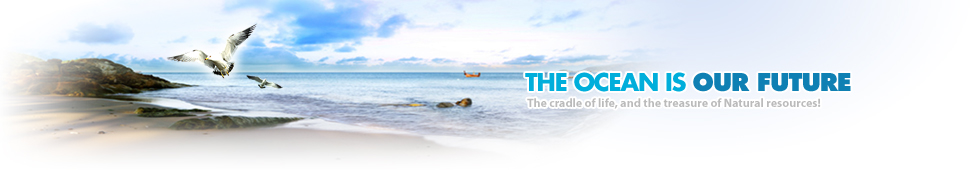 THE OCEAN IS OUR FUTURE
The cradle of life, and the treasure of Natural resources!